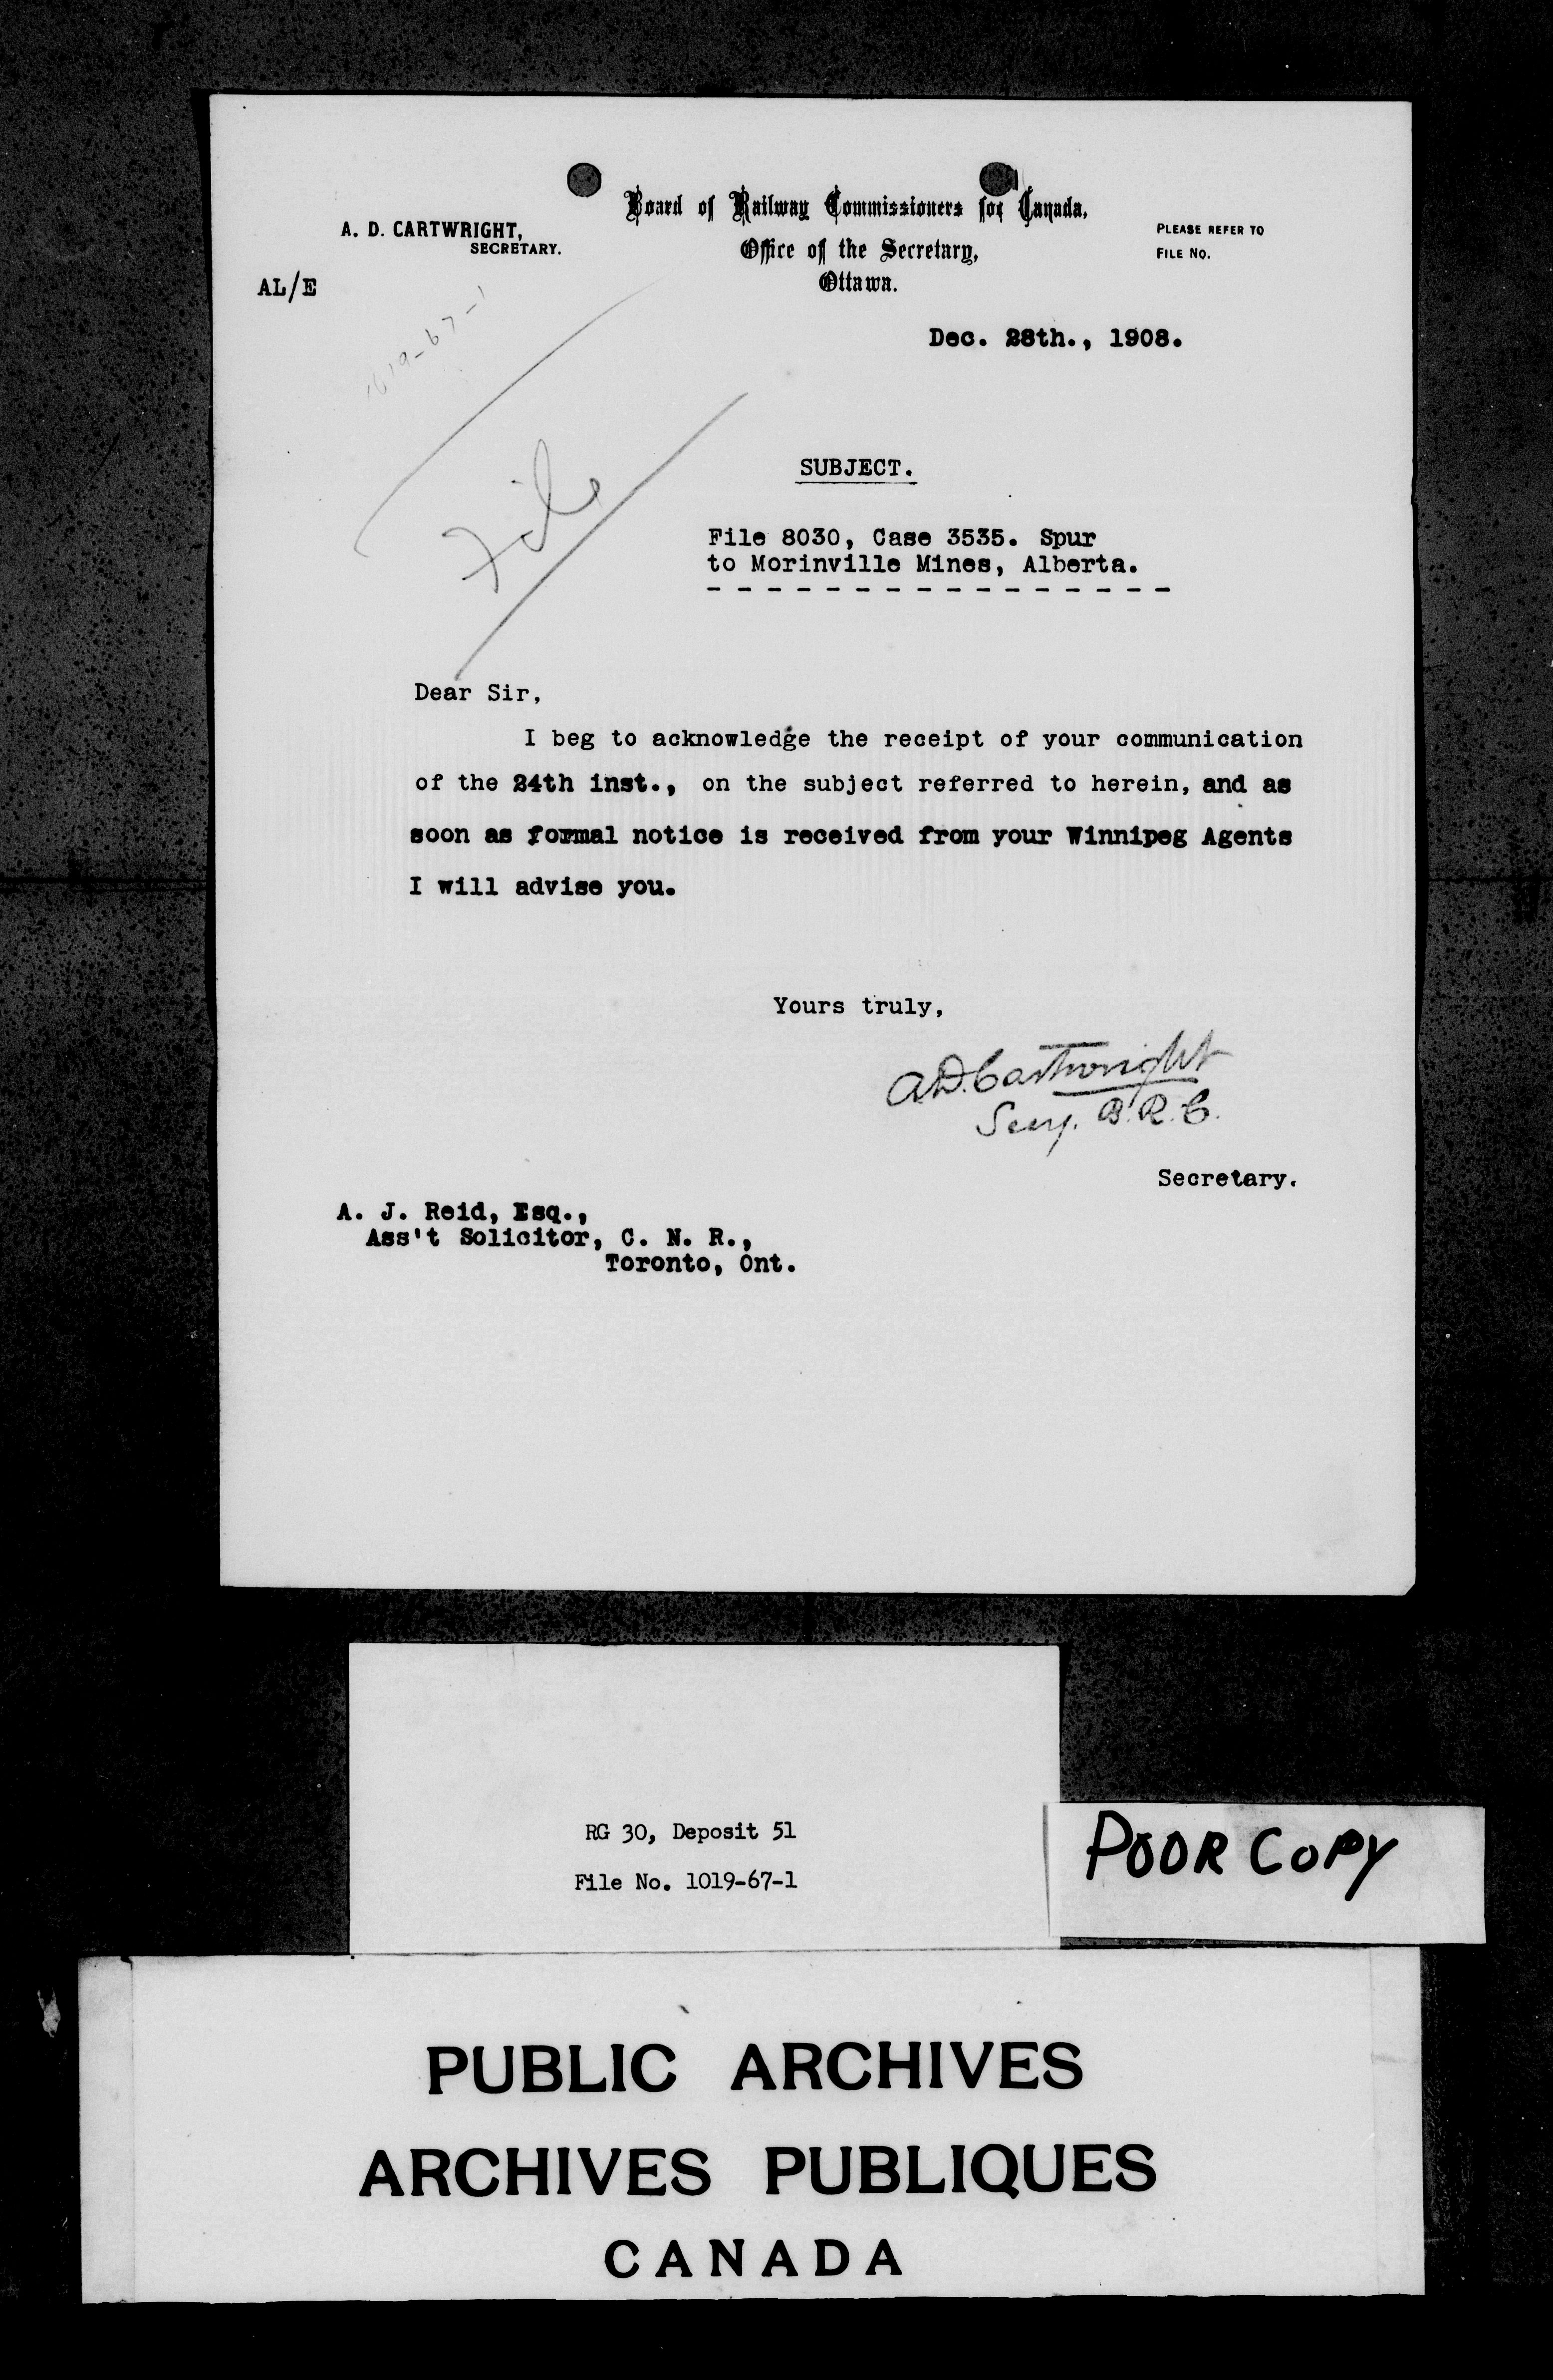 Board of Railway Commissioners for Canada.
A. D. CARTWRIGHT,
SECRETARY.
Office of the Secretary,
Ottawa.
PLEASE REFER TO
FILE NO.
AL/E
1019-67-1
Dec. 28th., 1908.
File
SUBJECT.
File 8030, Case 3535. Spur
to Morinville Mines, Alberta.
- - - - - - - - - - - - - - - -
Dear Sir,
I beg to acknowledge the receipt of your communication
of the 24th inst., on the subject referred to herein, and as
soon as formal notice is received from your Winnipeg Agents
I will advise you.
Yours truly,
A.D. Cartwright
Secy. B.R.C.
Secretary.
A. J. Reid, Esq.,
Ass't Solicitor, C. N. R.,
Toronto, Ont.
RG 30, Deposit 51
File No. 1019-67-1
POOR COPY
PUBLIC ARCHIVES
ARCHIVES PUBLIQUES
CANADA